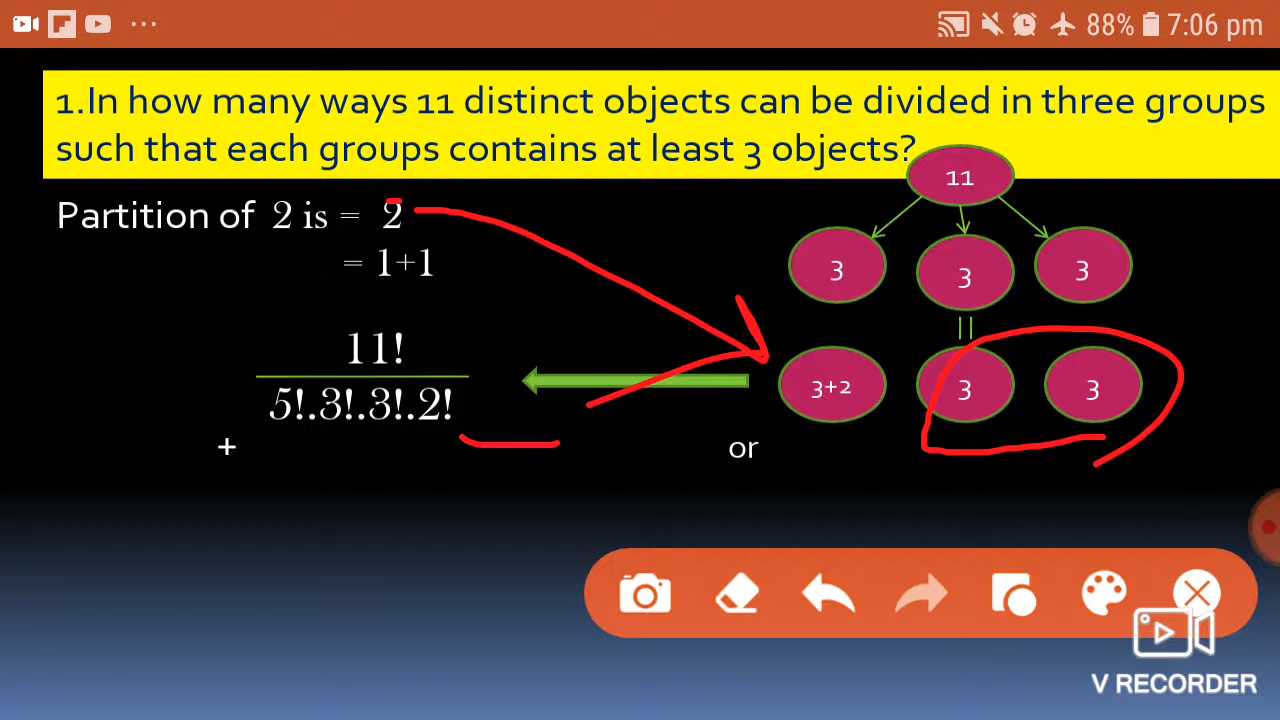 88% 7:06 pm
1.In how many ways 11 distinct objects can be divided in three groups
such that each groups contains at least 3 objects?
11
Partition of 2 is = 2
= 1+1
3 3 3
11!
5!.3!.3!.2!
3+2 3 3
+ or
V RECORDER